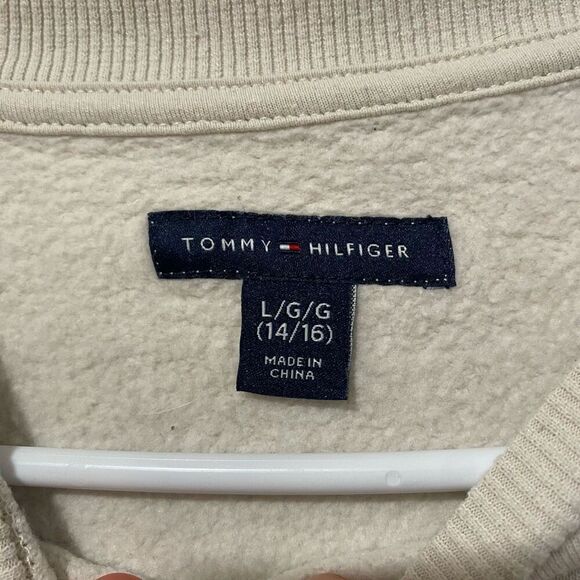 TOMMY HILFIGER
L/G/G
(14/16)
MADE IN
CHINA